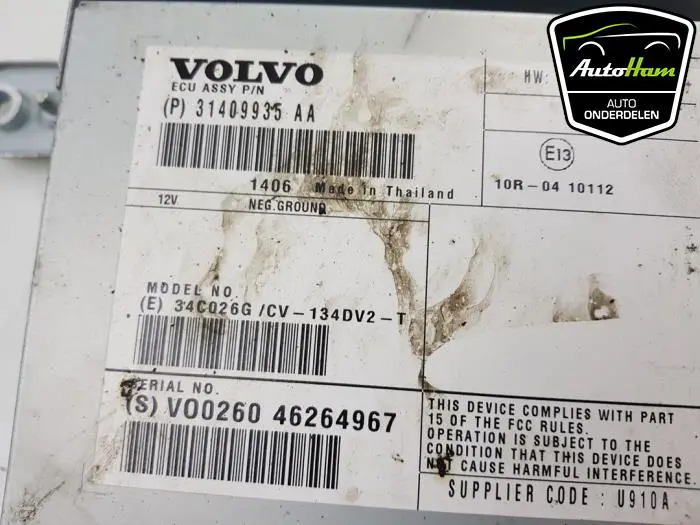 VOLVO
ECU ASSY P/N
(P) 31409935 AA
1406 Made in Thailand
HW:
E13
10R-04 10112
AutoHam
AUTO
ONDERDELEN
12V NEG.GROUND
MODEL NO
(E) 34C026G /CV-134DV2-T
SERIAL NO.
(S) VO0260 46264967
THIS DEVICE COMPLIES WITH PART
15 OF THE FCC RULES.
OPERATION IS SUBJECT TO THE
CONDITION THAT THIS DEVICE DOES
NOT CAUSE HARMFUL INTERFERENCE.
SUPPLIER CODE : U910A